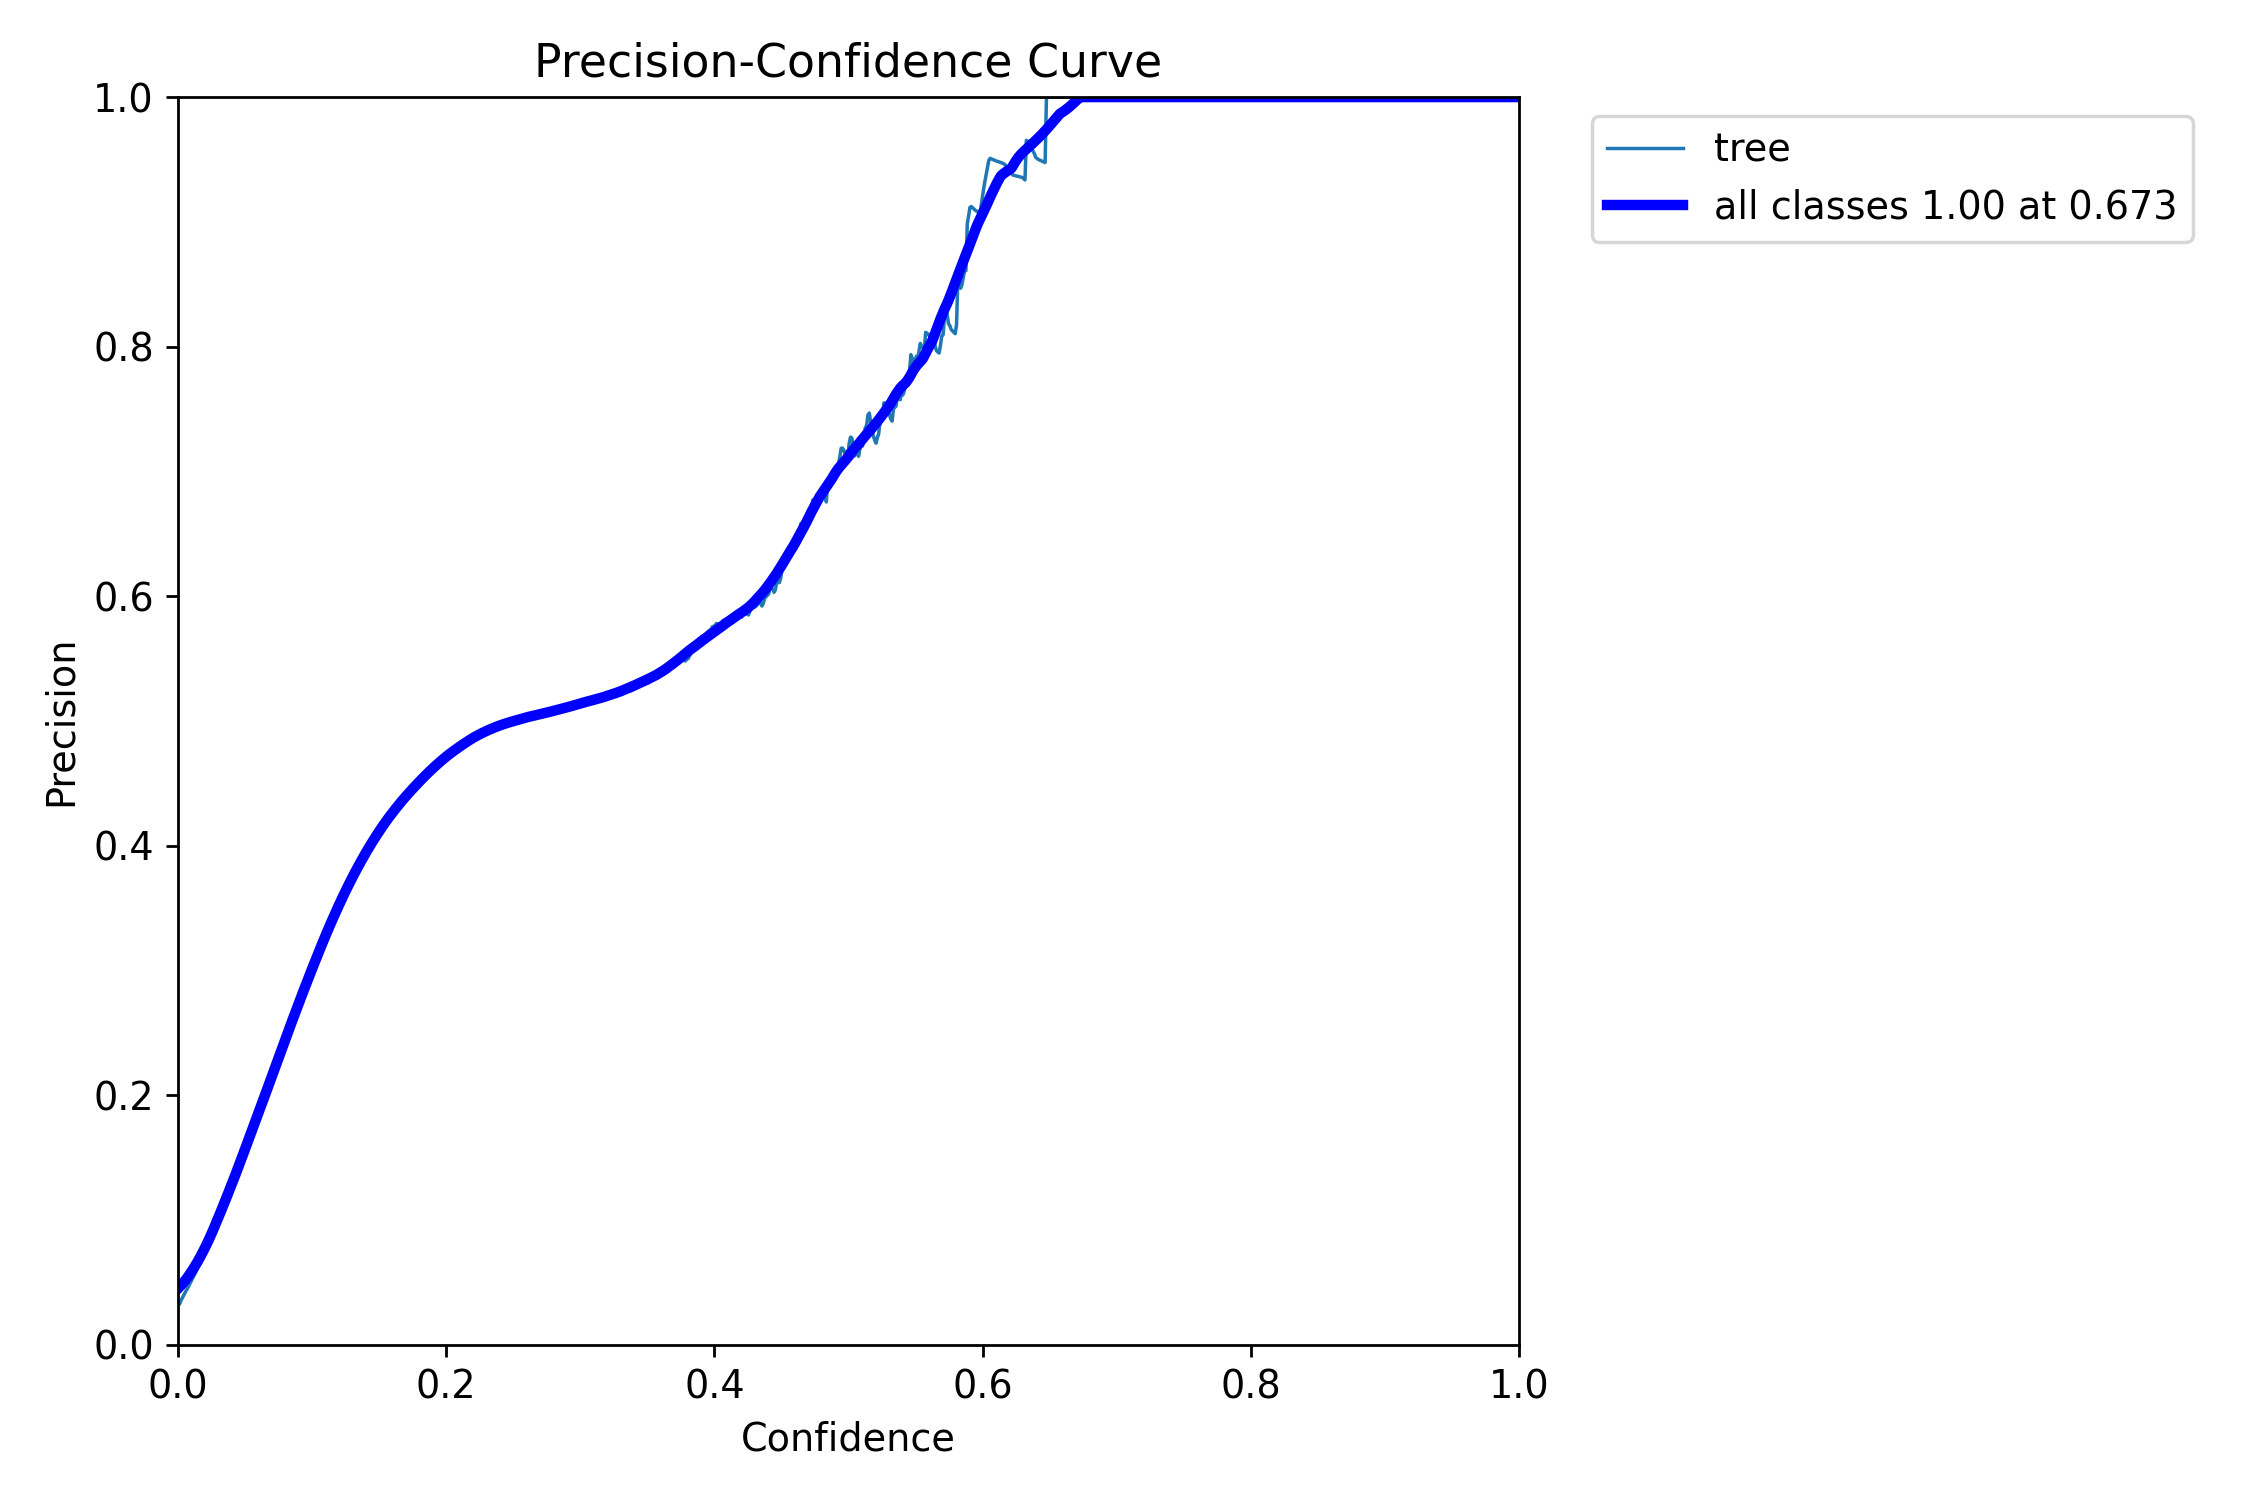 Precision-Confidence Curve
1.0
0.8
0.6
0.4
0.2
0.0
Precision
0.0 0.2 0.4 0.6 0.8 1.0
Confidence
tree
all classes 1.00 at 0.673